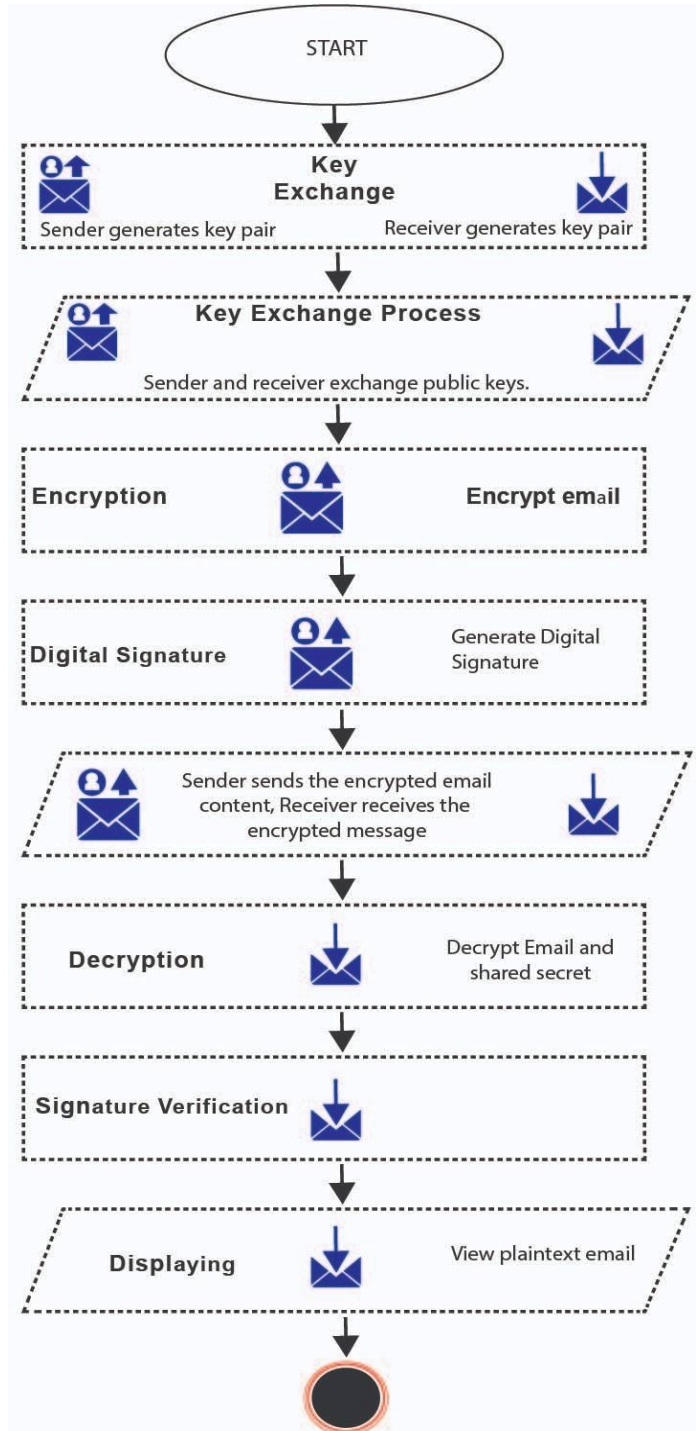 START
Key
Exchange
Sender generates key pair
Receiver generates key pair
Key Exchange Process
Sender and receiver exchange public keys.
Encryption
Encrypt email
Digital Signature
Generate Digital
Signature
Sender sends the encrypted email
content, Receiver receives the
encrypted message
Decryption
Decrypt Email and
shared secret
Signature Verification
Displaying
View plaintext email